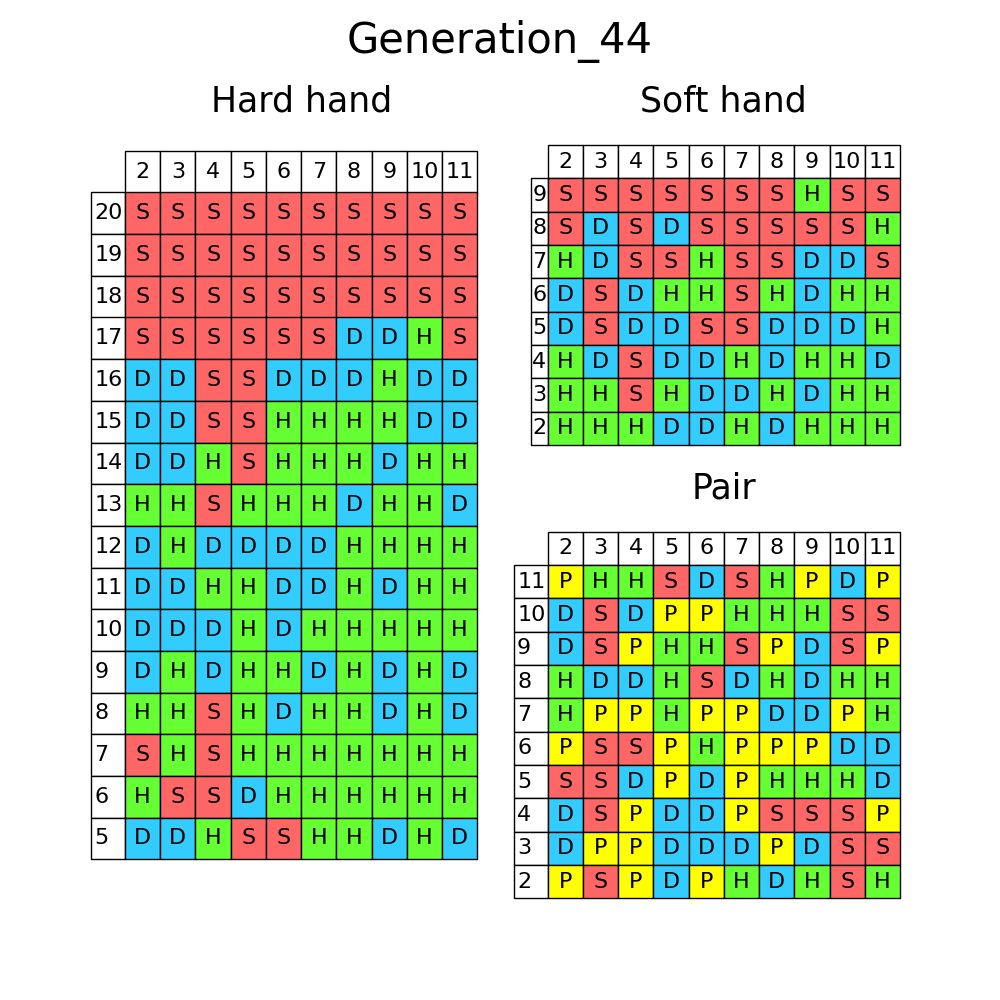 Generation_44
Hard hand
2 3 4 5 6 7 8 9 10 11
20 S S S S S S S S S S
19 S S S S S S S S S S
18 S S S S S S S S S S
17 S S S S S S D D H S
16 D D S S D D D H D D
15 D D S S H H H H D D
14 D D H S H H H D H H
13 H H S H H H D H H D
12 D H D D D D H H H H
11 D D H H D D H D H H
10 D D D H D H H H H H
9 D H D H H D H D H D
8 H H S H D H H D H D
7 S H S H H H H H H H
6 H S S D H H H H H H
5 D D H S S H H D H D
Soft hand
2 3 4 5 6 7 8 9 10 11
9 S S S S S S S H S S
8 S D S D S S S S S H
7 H D S S H S S D D S
6 D S D H H S H D H H
5 D S D D S S D D D H
4 H D S D D H D H H D
3 H H S H D D H D H H
2 H H H D D H D H H H
Pair
2 3 4 5 6 7 8 9 10 11
11 P H H S D S H P D P
10 D S D P P H H H S S
9 D S P H H S P D S P
8 H D D H S D H D H H
7 H P P H P P D D P H
6 P S S P H P P P D D
5 S S D P D P H H H D
4 D S P D D P S S S P
3 D P P D D D P D S S
2 P S P D P H D H S H